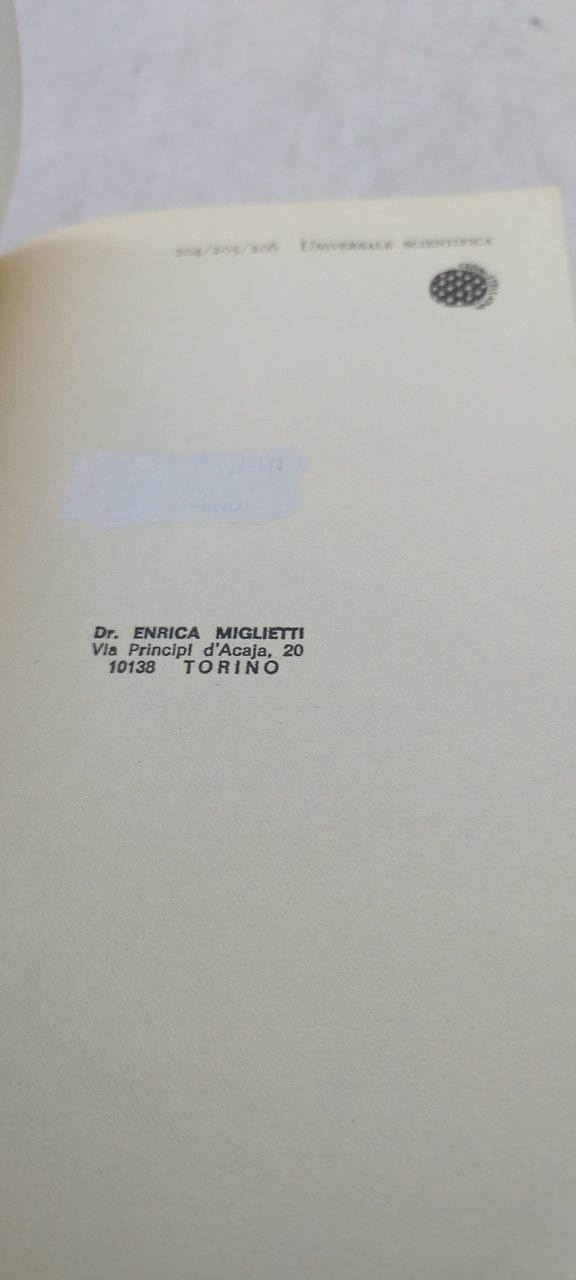 204/205/206 UNIVERSALE SCIENTIFICA
Dr. ENRICA MIGLIETTI
Via Principi d'Acaja, 20
10138 TORINO